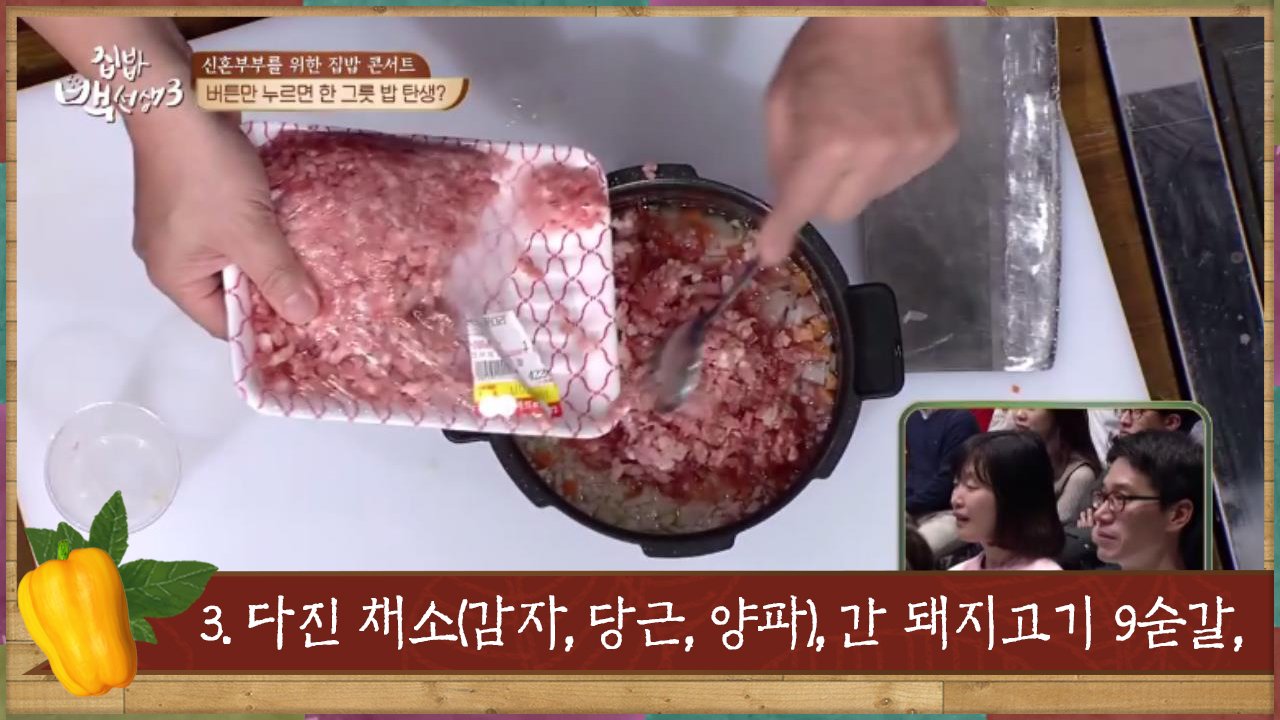 집밥
백선생3
신혼부부를 위한 집밥 콘서트
버튼만 누르면 한 그릇 밥 탄생?
3. 다진 채소(감자, 당근, 양파), 간 돼지고기 9숟갈,